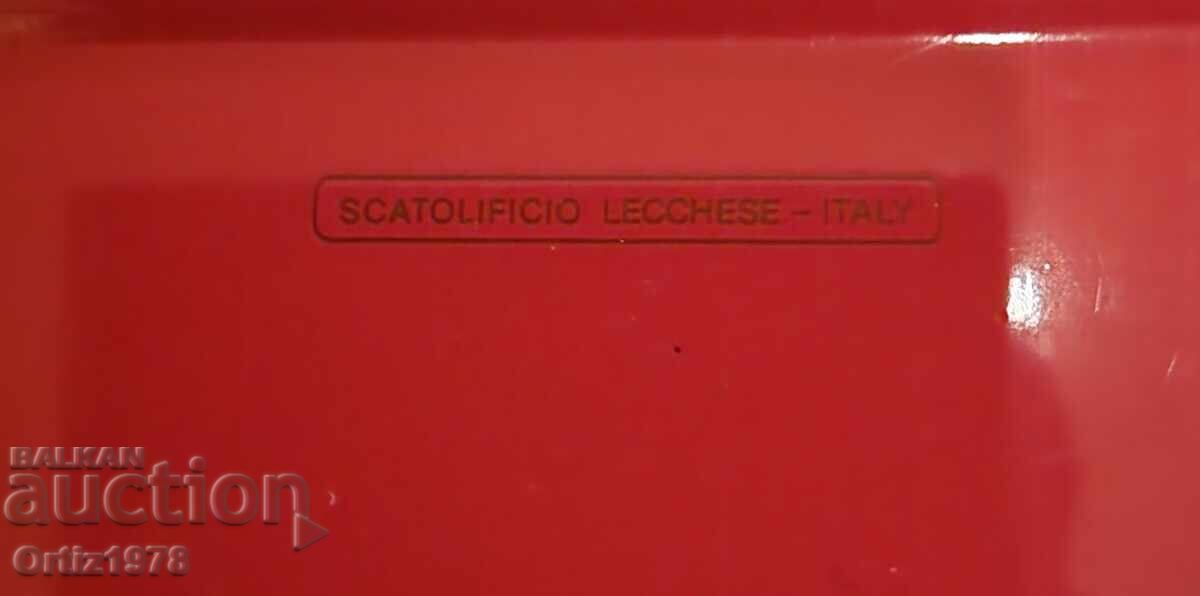 SCATOLIFICIO LECCHESE - ITALY
BALKAN
auction
Ortiz1978